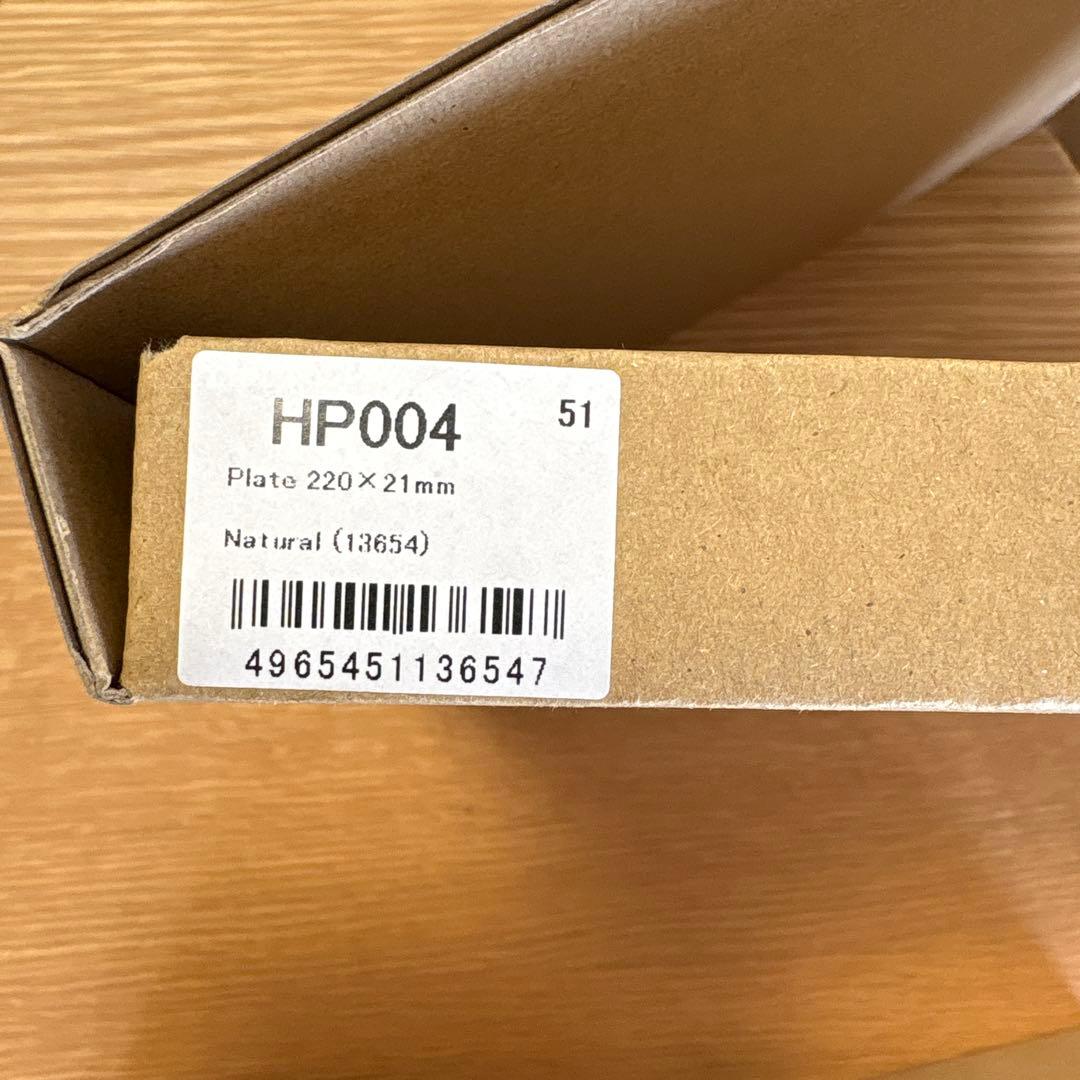 HP004 51
Plate 220×21mm
Natural (13654)
4965451136547